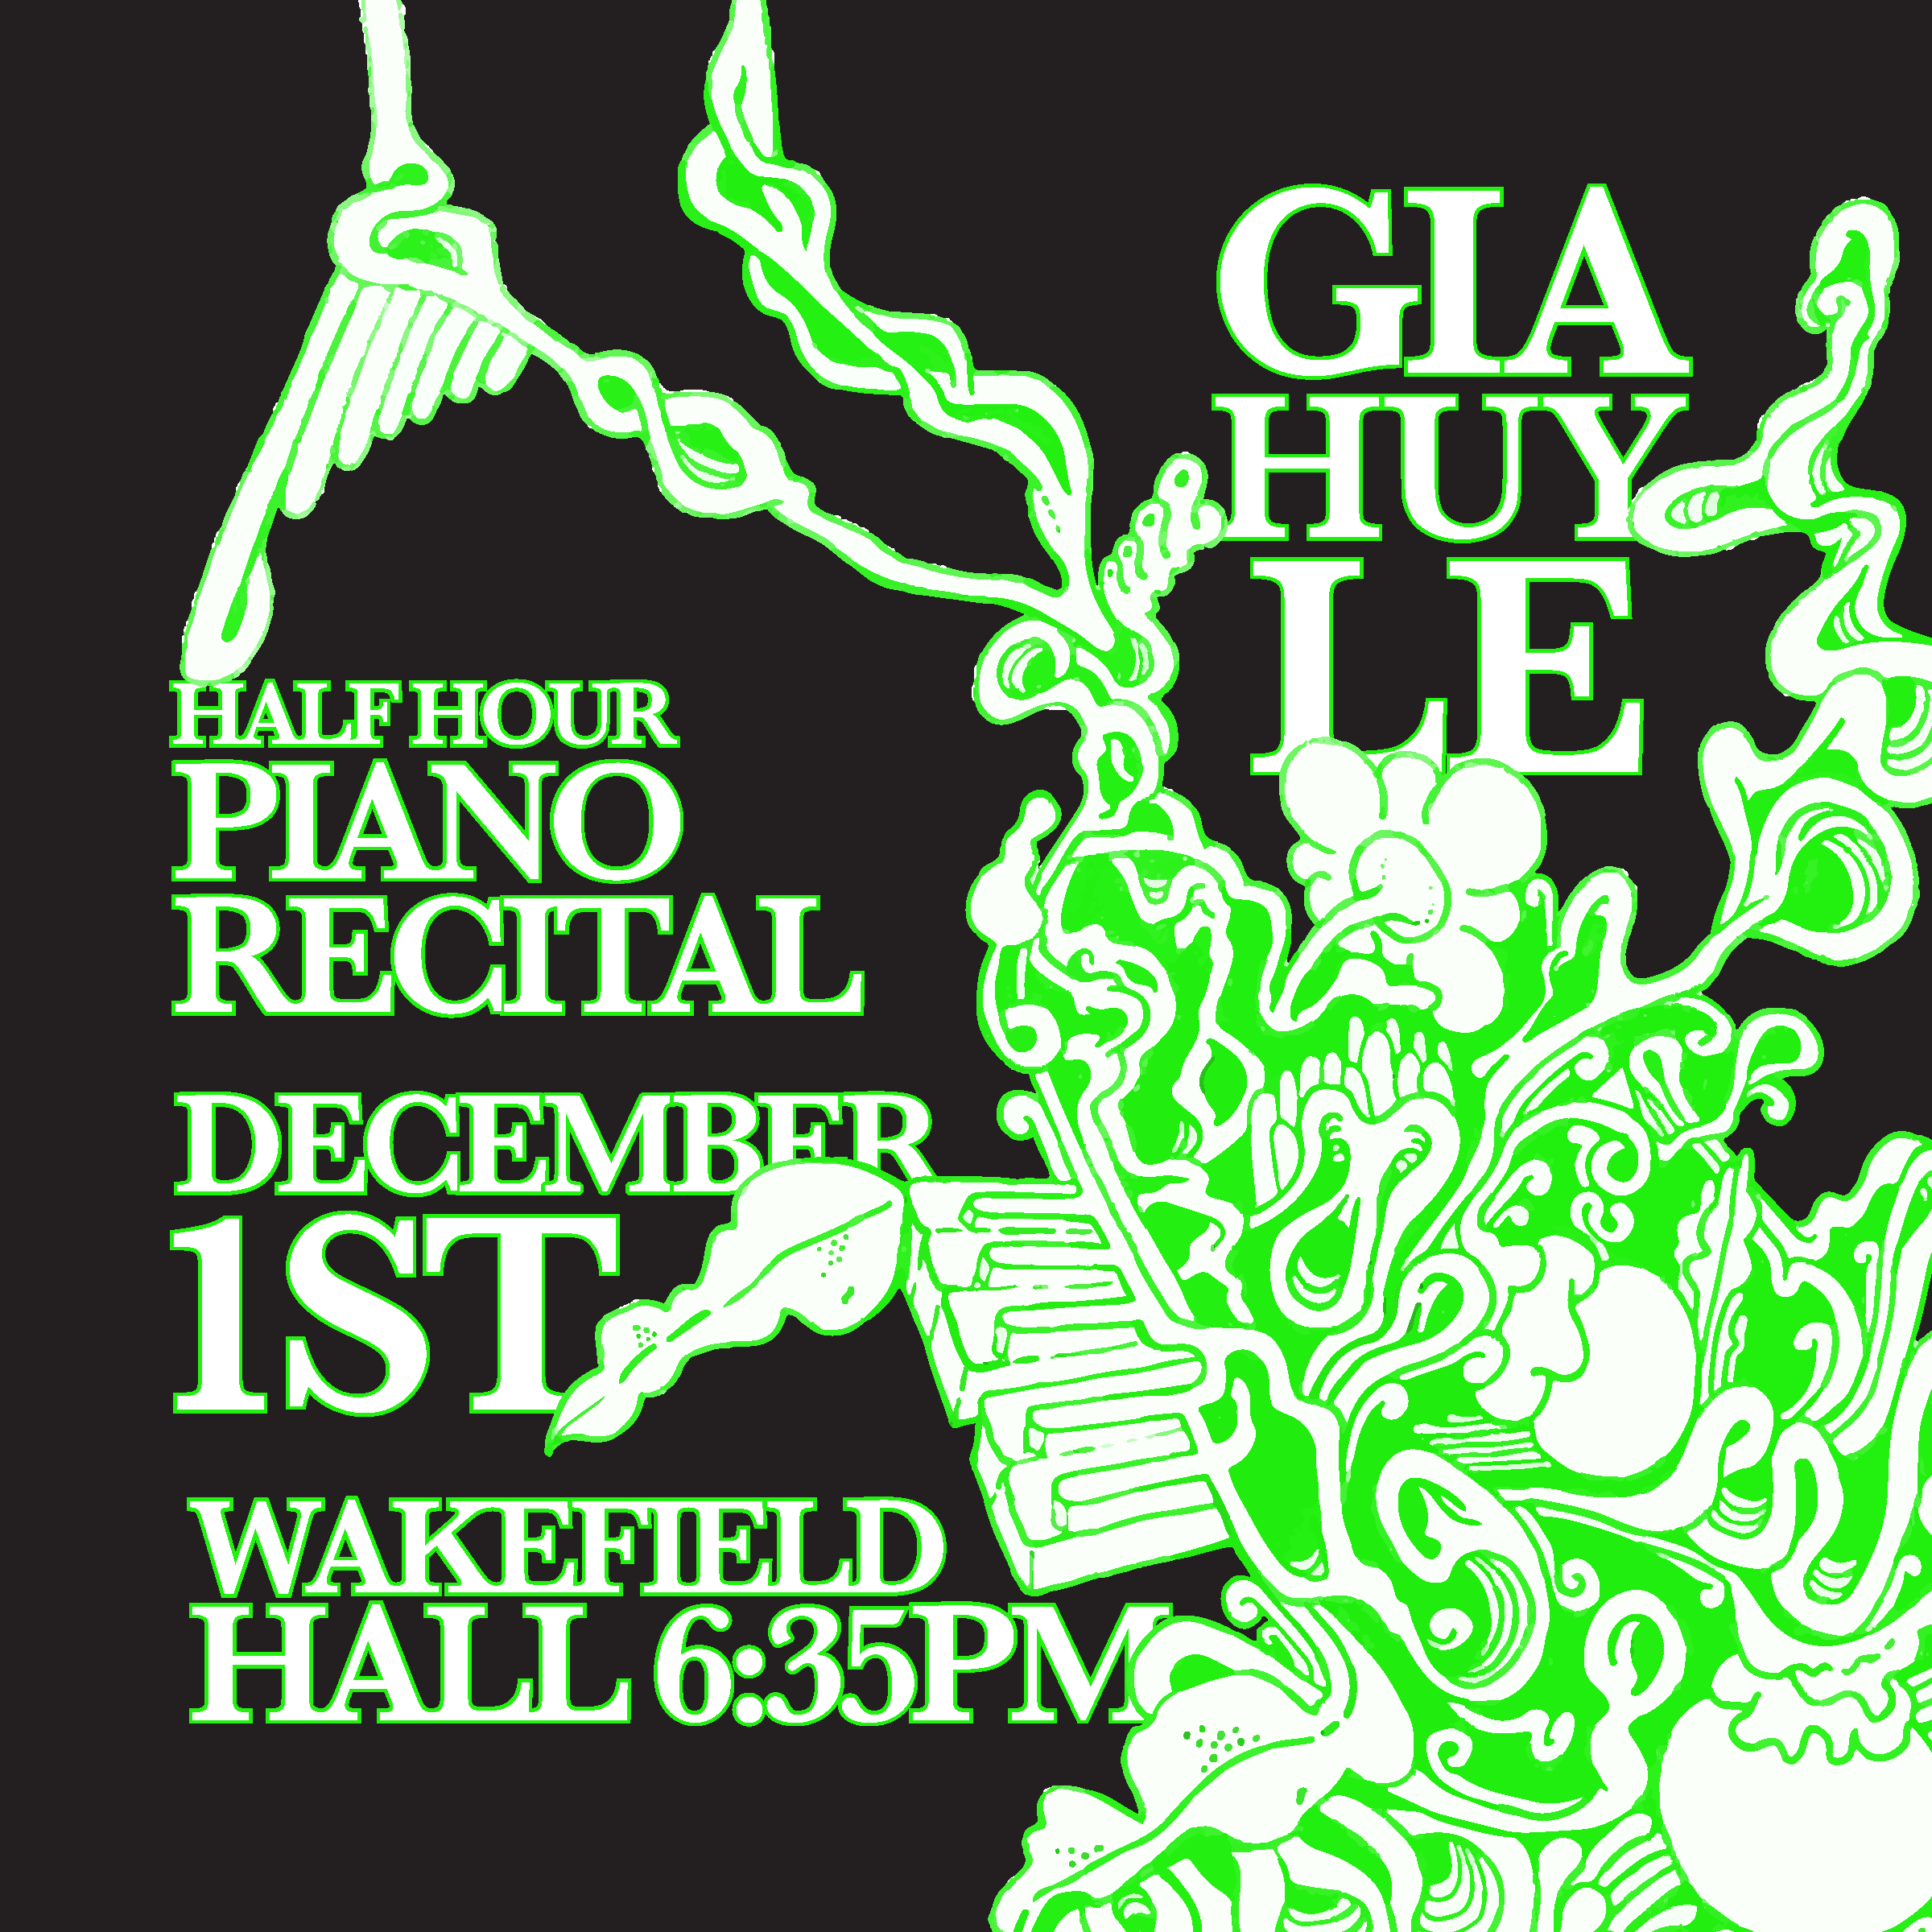 GIA
HUY
LE
HALF HOUR
PIANO
RECITAL
DECEMBER
1ST
WAKEFIELD
HALL 6:35PM